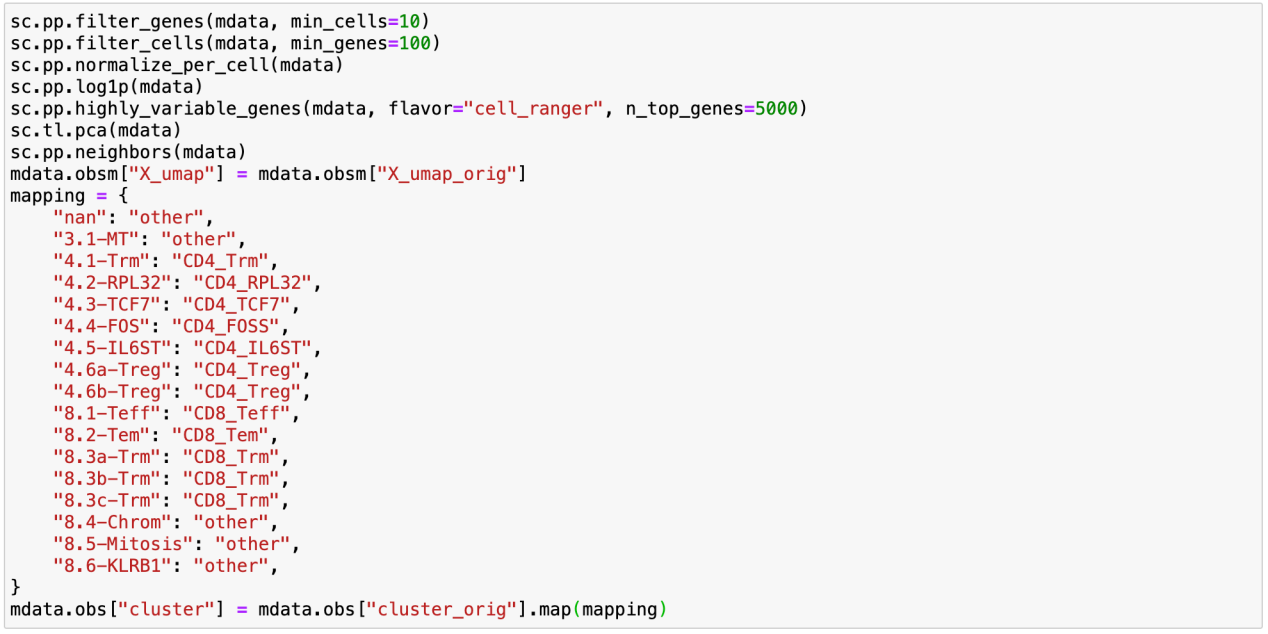 sc.pp.filter_genes(mdata, min_cells=10)
sc.pp.filter_cells(mdata, min_genes=100)
sc.pp.normalize_per_cell(mdata)
sc.pp.log1p(mdata)
sc.pp.highly_variable_genes(mdata, flavor="cell_ranger", n_top_genes=5000)
sc.tl.pca(mdata)
sc.pp.neighbors(mdata)
mdata.obsm["X_umap"] = mdata.obsm["X_umap_orig"]
mapping = {
    "nan": "other",
    "3.1-MT": "other",
    "4.1-Trm": "CD4_Trm",
    "4.2-RPL32": "CD4_RPL32",
    "4.3-TCF7": "CD4_TCF7",
    "4.4-FOS": "CD4_FOSS",
    "4.5-IL6ST": "CD4_IL6ST",
    "4.6a-Treg": "CD4_Treg",
    "4.6b-Treg": "CD4_Treg",
    "8.1-Teff": "CD8_Teff",
    "8.2-Tem": "CD8_Tem",
    "8.3a-Trm": "CD8_Trm",
    "8.3b-Trm": "CD8_Trm",
    "8.3c-Trm": "CD8_Trm",
    "8.4-Chrom": "other",
    "8.5-Mitosis": "other",
    "8.6-KLRB1": "other",
}
mdata.obs["cluster"] = mdata.obs["cluster_orig"].map(mapping)